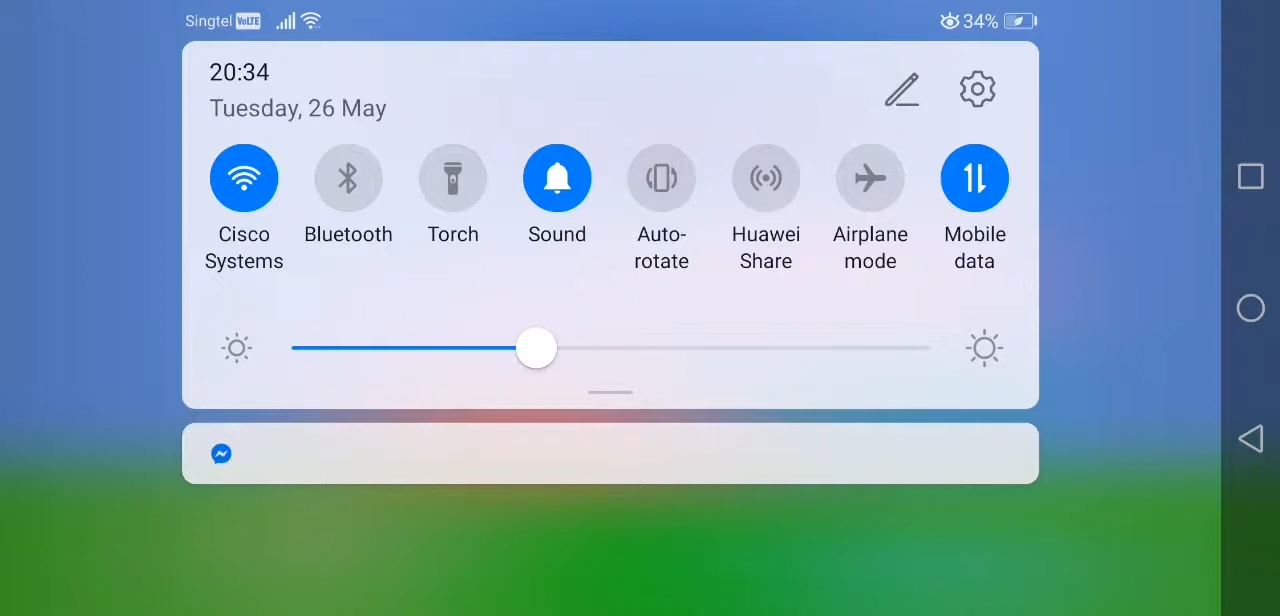 Singtel VoLTE 34%
20:34
Tuesday, 26 May
Cisco Systems
Bluetooth
Torch
Sound
Auto-
rotate
Huawei
Share
Airplane
mode
Mobile
data